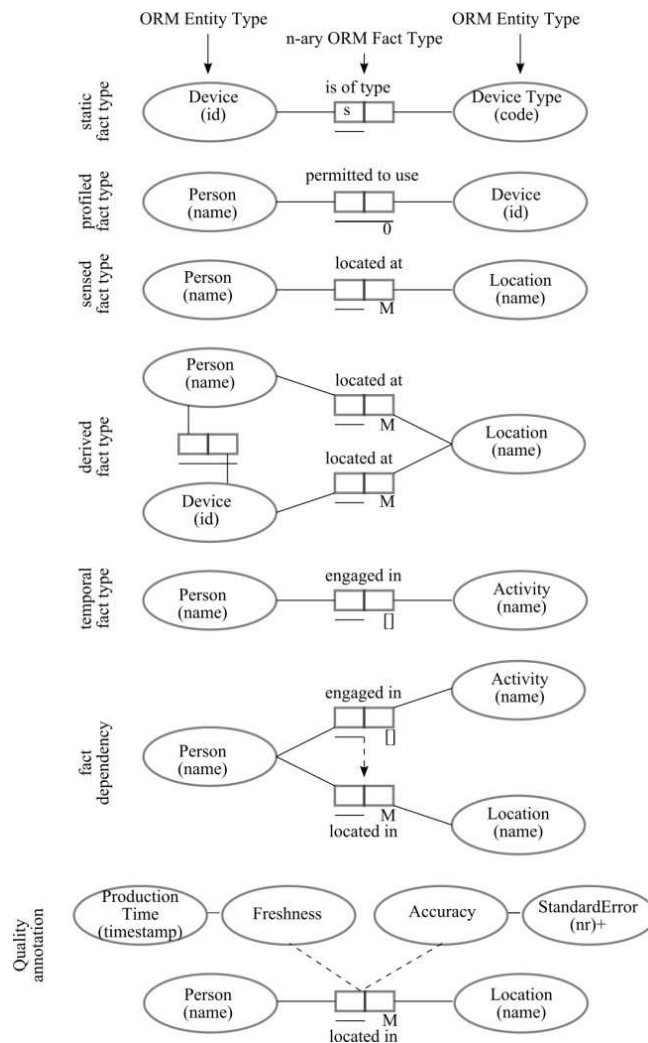 ORM Entity Type
n-ary ORM Fact Type
ORM Entity Type
static
fact type
Device
(id)
is of type
s
Device Type
(code)
profiled
fact type
Person
(name)
permitted to use
0
Device
(id)
sensed
fact type
Person
(name)
located at
M
Location
(name)
derived
fact type
Person
(name)
located at
M
Location
(name)
located at
M
Device
(id)
temporal
fact type
Person
(name)
engaged in
[]
Activity
(name)
fact
dependency
Person
(name)
engaged in
[]
Activity
(name)
M
located in
Location
(name)
Quality
annotation
Production
Time
(timestamp)
Freshness
Accuracy
StandardError
(nr)+
Person
(name)
M
located in
Location
(name)